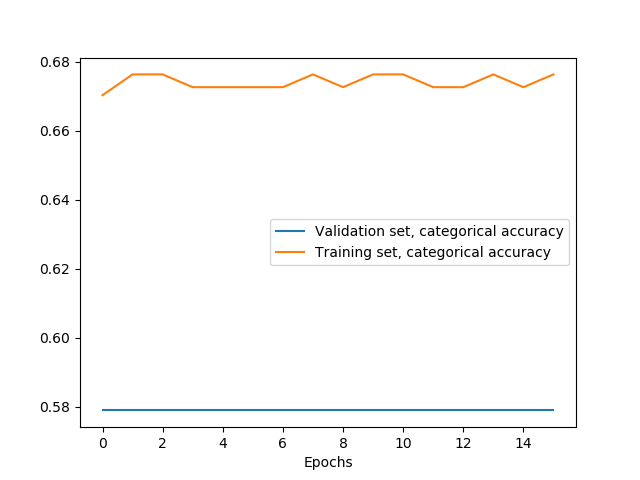 0.68
0.66
0.64
0.62
0.60
0.58
Validation set, categorical accuracy
Training set, categorical accuracy
0 2 4 6 8 10 12 14
Epochs